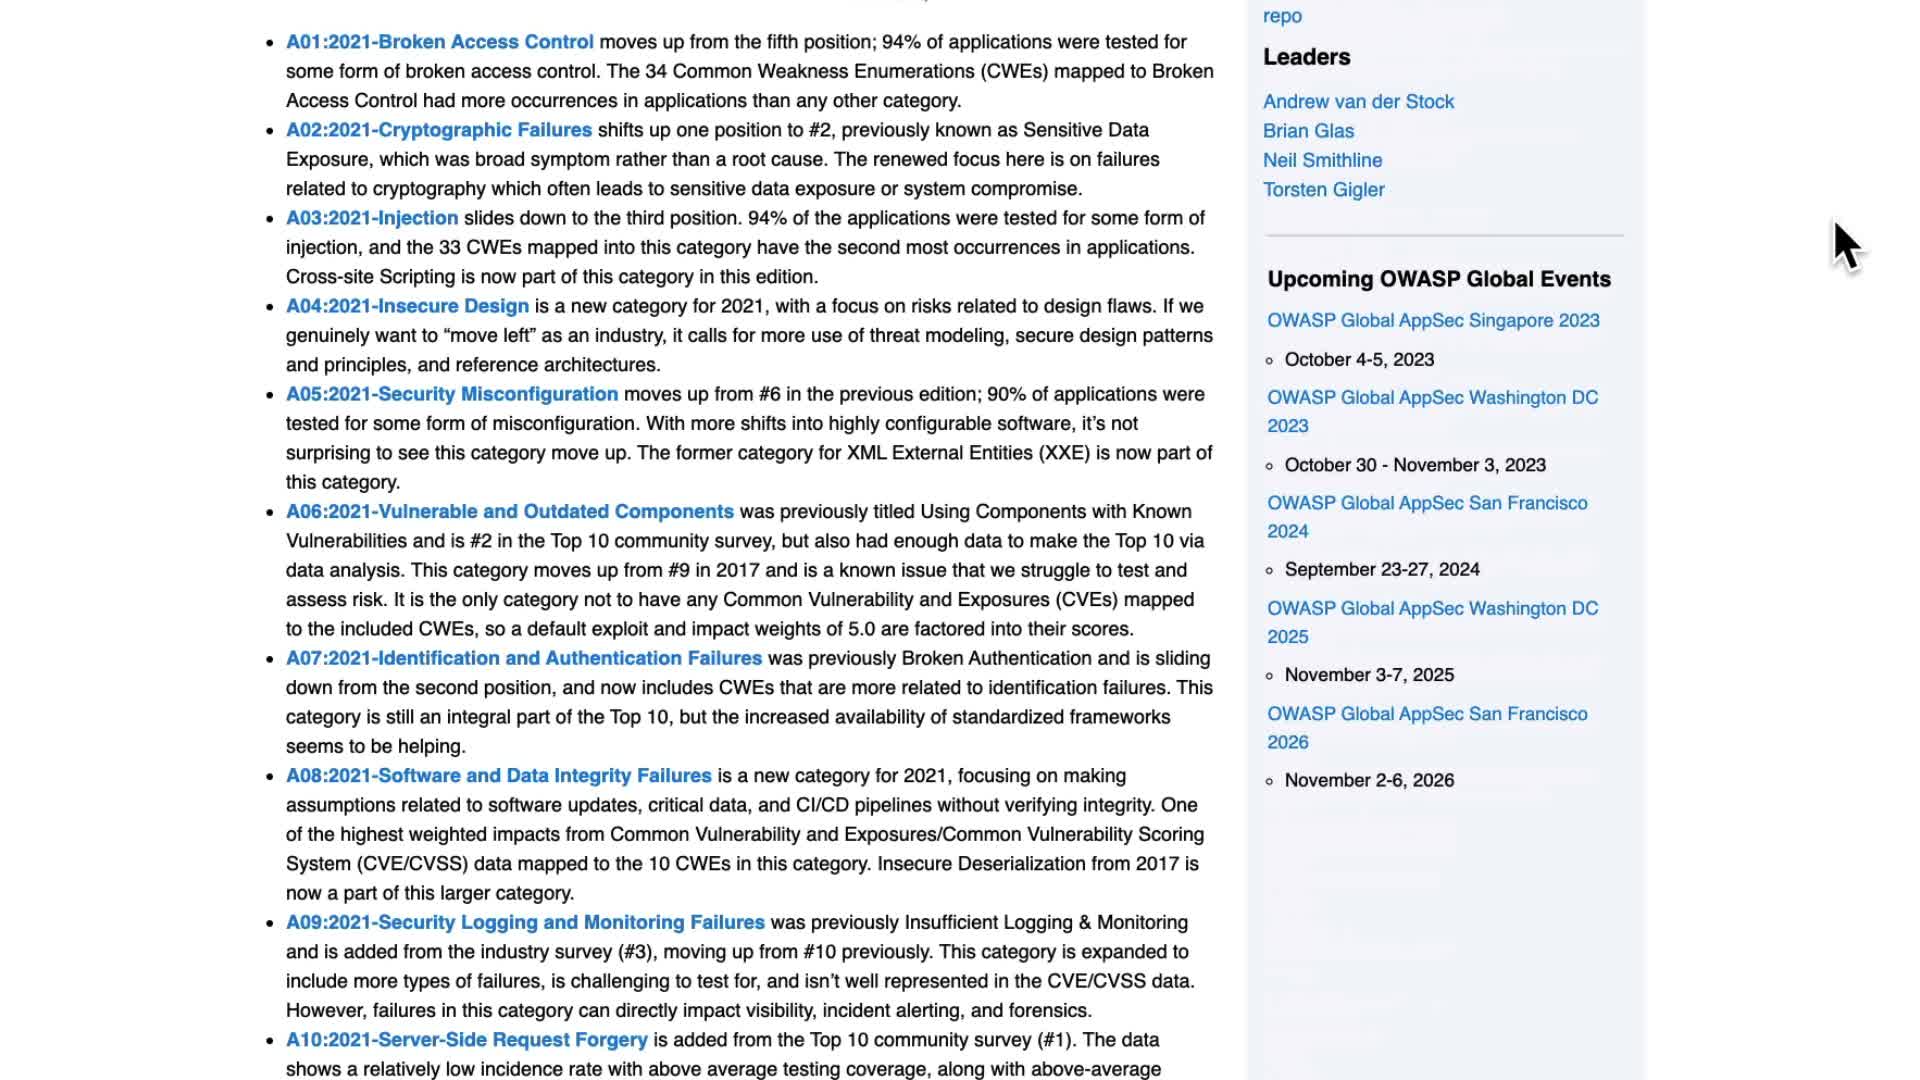 A01:2021-Broken Access Control moves up from the fifth position; 94% of applications were tested for
some form of broken access control. The 34 Common Weakness Enumerations (CWEs) mapped to Broken
Access Control had more occurrences in applications than any other category.
A02:2021-Cryptographic Failures shifts up one position to #2, previously known as Sensitive Data
Exposure, which was broad symptom rather than a root cause. The renewed focus here is on failures
related to cryptography which often leads to sensitive data exposure or system compromise.
A03:2021-Injection slides down to the third position. 94% of the applications were tested for some form of
injection, and the 33 CWEs mapped into this category have the second most occurrences in applications.
Cross-site Scripting is now part of this category in this edition.
A04:2021-Insecure Design is a new category for 2021, with a focus on risks related to design flaws. If we
genuinely want to “move left” as an industry, it calls for more use of threat modeling, secure design patterns
and principles, and reference architectures.
A05:2021-Security Misconfiguration moves up from #6 in the previous edition; 90% of applications were
tested for some form of misconfiguration. With more shifts into highly configurable software, it’s not
surprising to see this category move up. The former category for XML External Entities (XXE) is now part of
this category.
A06:2021-Vulnerable and Outdated Components was previously titled Using Components with Known
Vulnerabilities and is #2 in the Top 10 community survey, but also had enough data to make the Top 10 via
data analysis. This category moves up from #9 in 2017 and is a known issue that we struggle to test and
assess risk. It is the only category not to have any Common Vulnerability and Exposures (CVEs) mapped
to the included CWEs, so a default exploit and impact weights of 5.0 are factored into their scores.
A07:2021-Identification and Authentication Failures was previously Broken Authentication and is sliding
down from the second position, and now includes CWEs that are more related to identification failures. This
category is still an integral part of the Top 10, but the increased availability of standardized frameworks
seems to be helping.
A08:2021-Software and Data Integrity Failures is a new category for 2021, focusing on making
assumptions related to software updates, critical data, and CI/CD pipelines without verifying integrity. One
of the highest weighted impacts from Common Vulnerability and Exposures/Common Vulnerability Scoring
System (CVE/CVSS) data mapped to the 10 CWEs in this category. Insecure Deserialization from 2017 is
now a part of this larger category.
A09:2021-Security Logging and Monitoring Failures was previously Insufficient Logging & Monitoring
and is added from the industry survey (#3), moving up from #10 previously. This category is expanded to
include more types of failures, is challenging to test for, and isn’t well represented in the CVE/CVSS data.
However, failures in this category can directly impact visibility, incident alerting, and forensics.
A10:2021-Server-Side Request Forgery is added from the Top 10 community survey (#1). The data
shows a relatively low incidence rate with above average testing coverage, along with above-average
repo
Leaders
Andrew van der Stock
Brian Glas
Neil Smithline
Torsten Gigler
Upcoming OWASP Global Events
OWASP Global AppSec Singapore 2023
October 4-5, 2023
OWASP Global AppSec Washington DC
2023
October 30 - November 3, 2023
OWASP Global AppSec San Francisco
2024
September 23-27, 2024
OWASP Global AppSec Washington DC
2025
November 3-7, 2025
OWASP Global AppSec San Francisco
2026
November 2-6, 2026